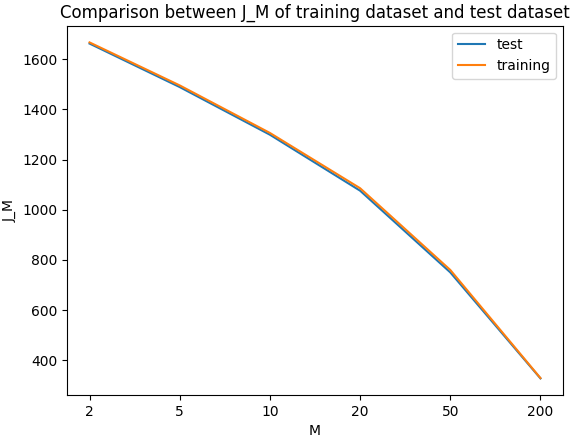 Comparison between J_M of training dataset and test dataset
test
training
1600
1400
1200
1000
800
600
400
J_M
2 5 10 20 50 200
M